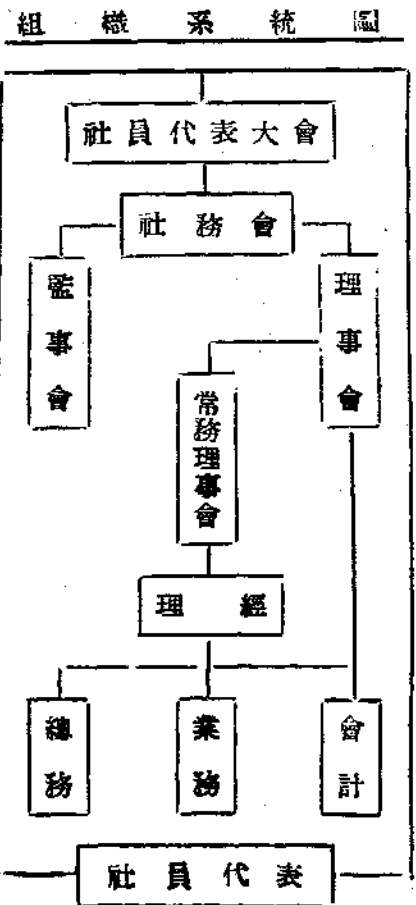 組織系統圖
社員代表大會
社務會
監事會
理事會
常務理事會
理經
總務
業務
會計
社員代表